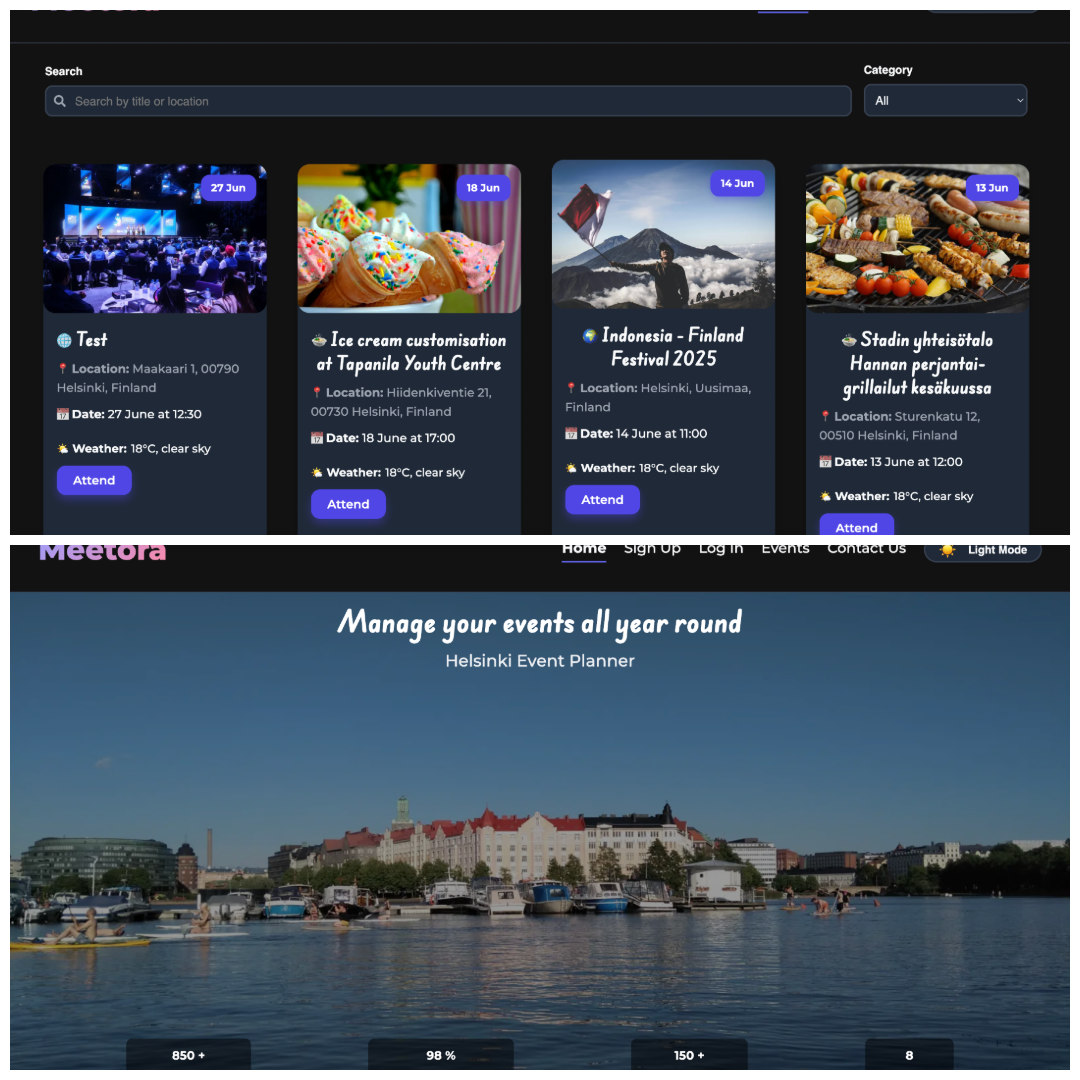 Meetora
Search
Category
Search by title or location
All
27 Jun
18 Jun
14 Jun
13 Jun
Test
Location: Maakaari 1, 00790
Helsinki, Finland
Date: 27 June at 12:30
Weather: 18°C, clear sky
Attend
Ice cream customisation
at Tapanila Youth Centre
Location: Hiidenkiventie 21,
00730 Helsinki, Finland
Date: 18 June at 17:00
Weather: 18°C, clear sky
Attend
Indonesia - Finland
Festival 2025
Location: Helsinki, Uusimaa,
Finland
Date: 14 June at 11:00
Weather: 18°C, clear sky
Attend
Stadin yhteisötalo
Hannan perjantai-
grillailut kesäkuussa
Location: Sturenkatu 12,
00510 Helsinki, Finland
Date: 13 June at 12:00
Weather: 18°C, clear sky
Attend
Meetora
Home Sign Up Log In Events Contact Us Light Mode
Manage your events all year round
Helsinki Event Planner
850 +
98 %
150 +
8